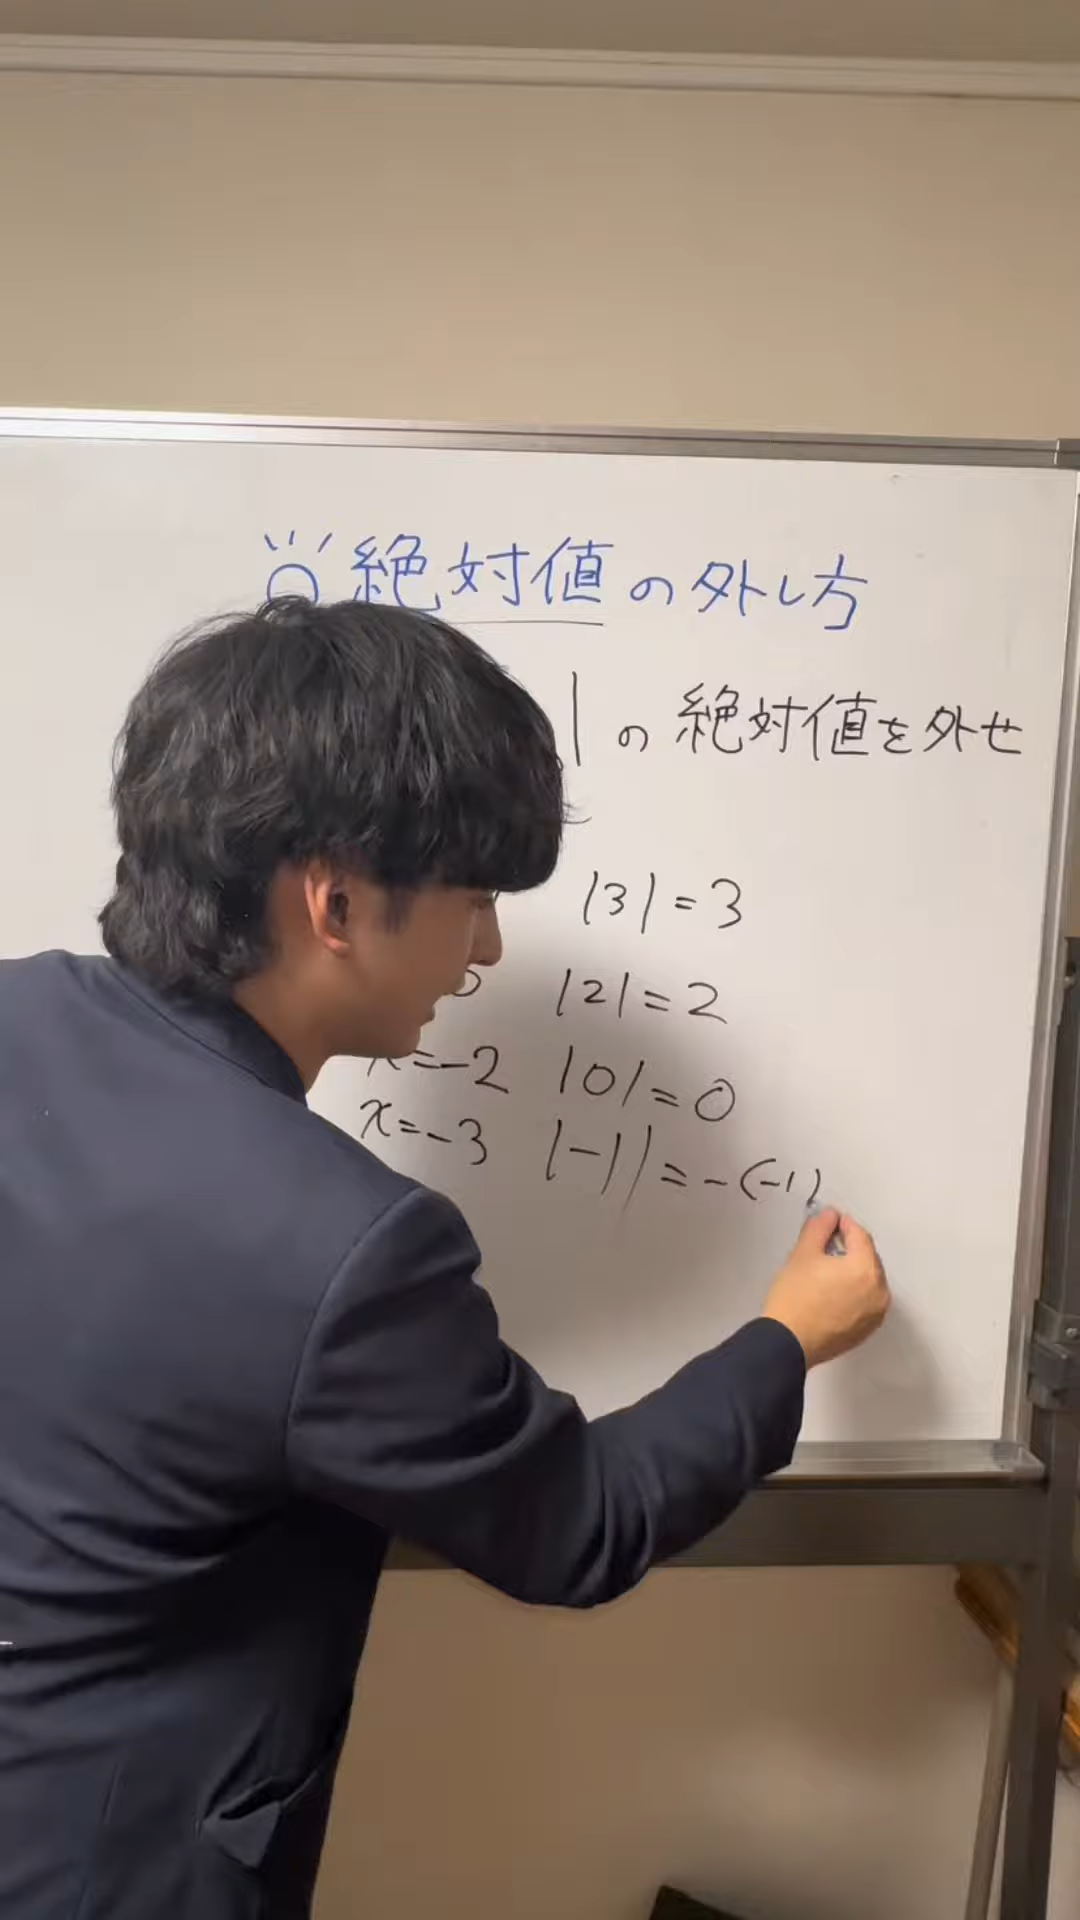 絶対値の外し方
|の絶対値を外せ
|3|=3
|2|=2
x=-2 |0|=0
x=-3 |-1|=-(-1)